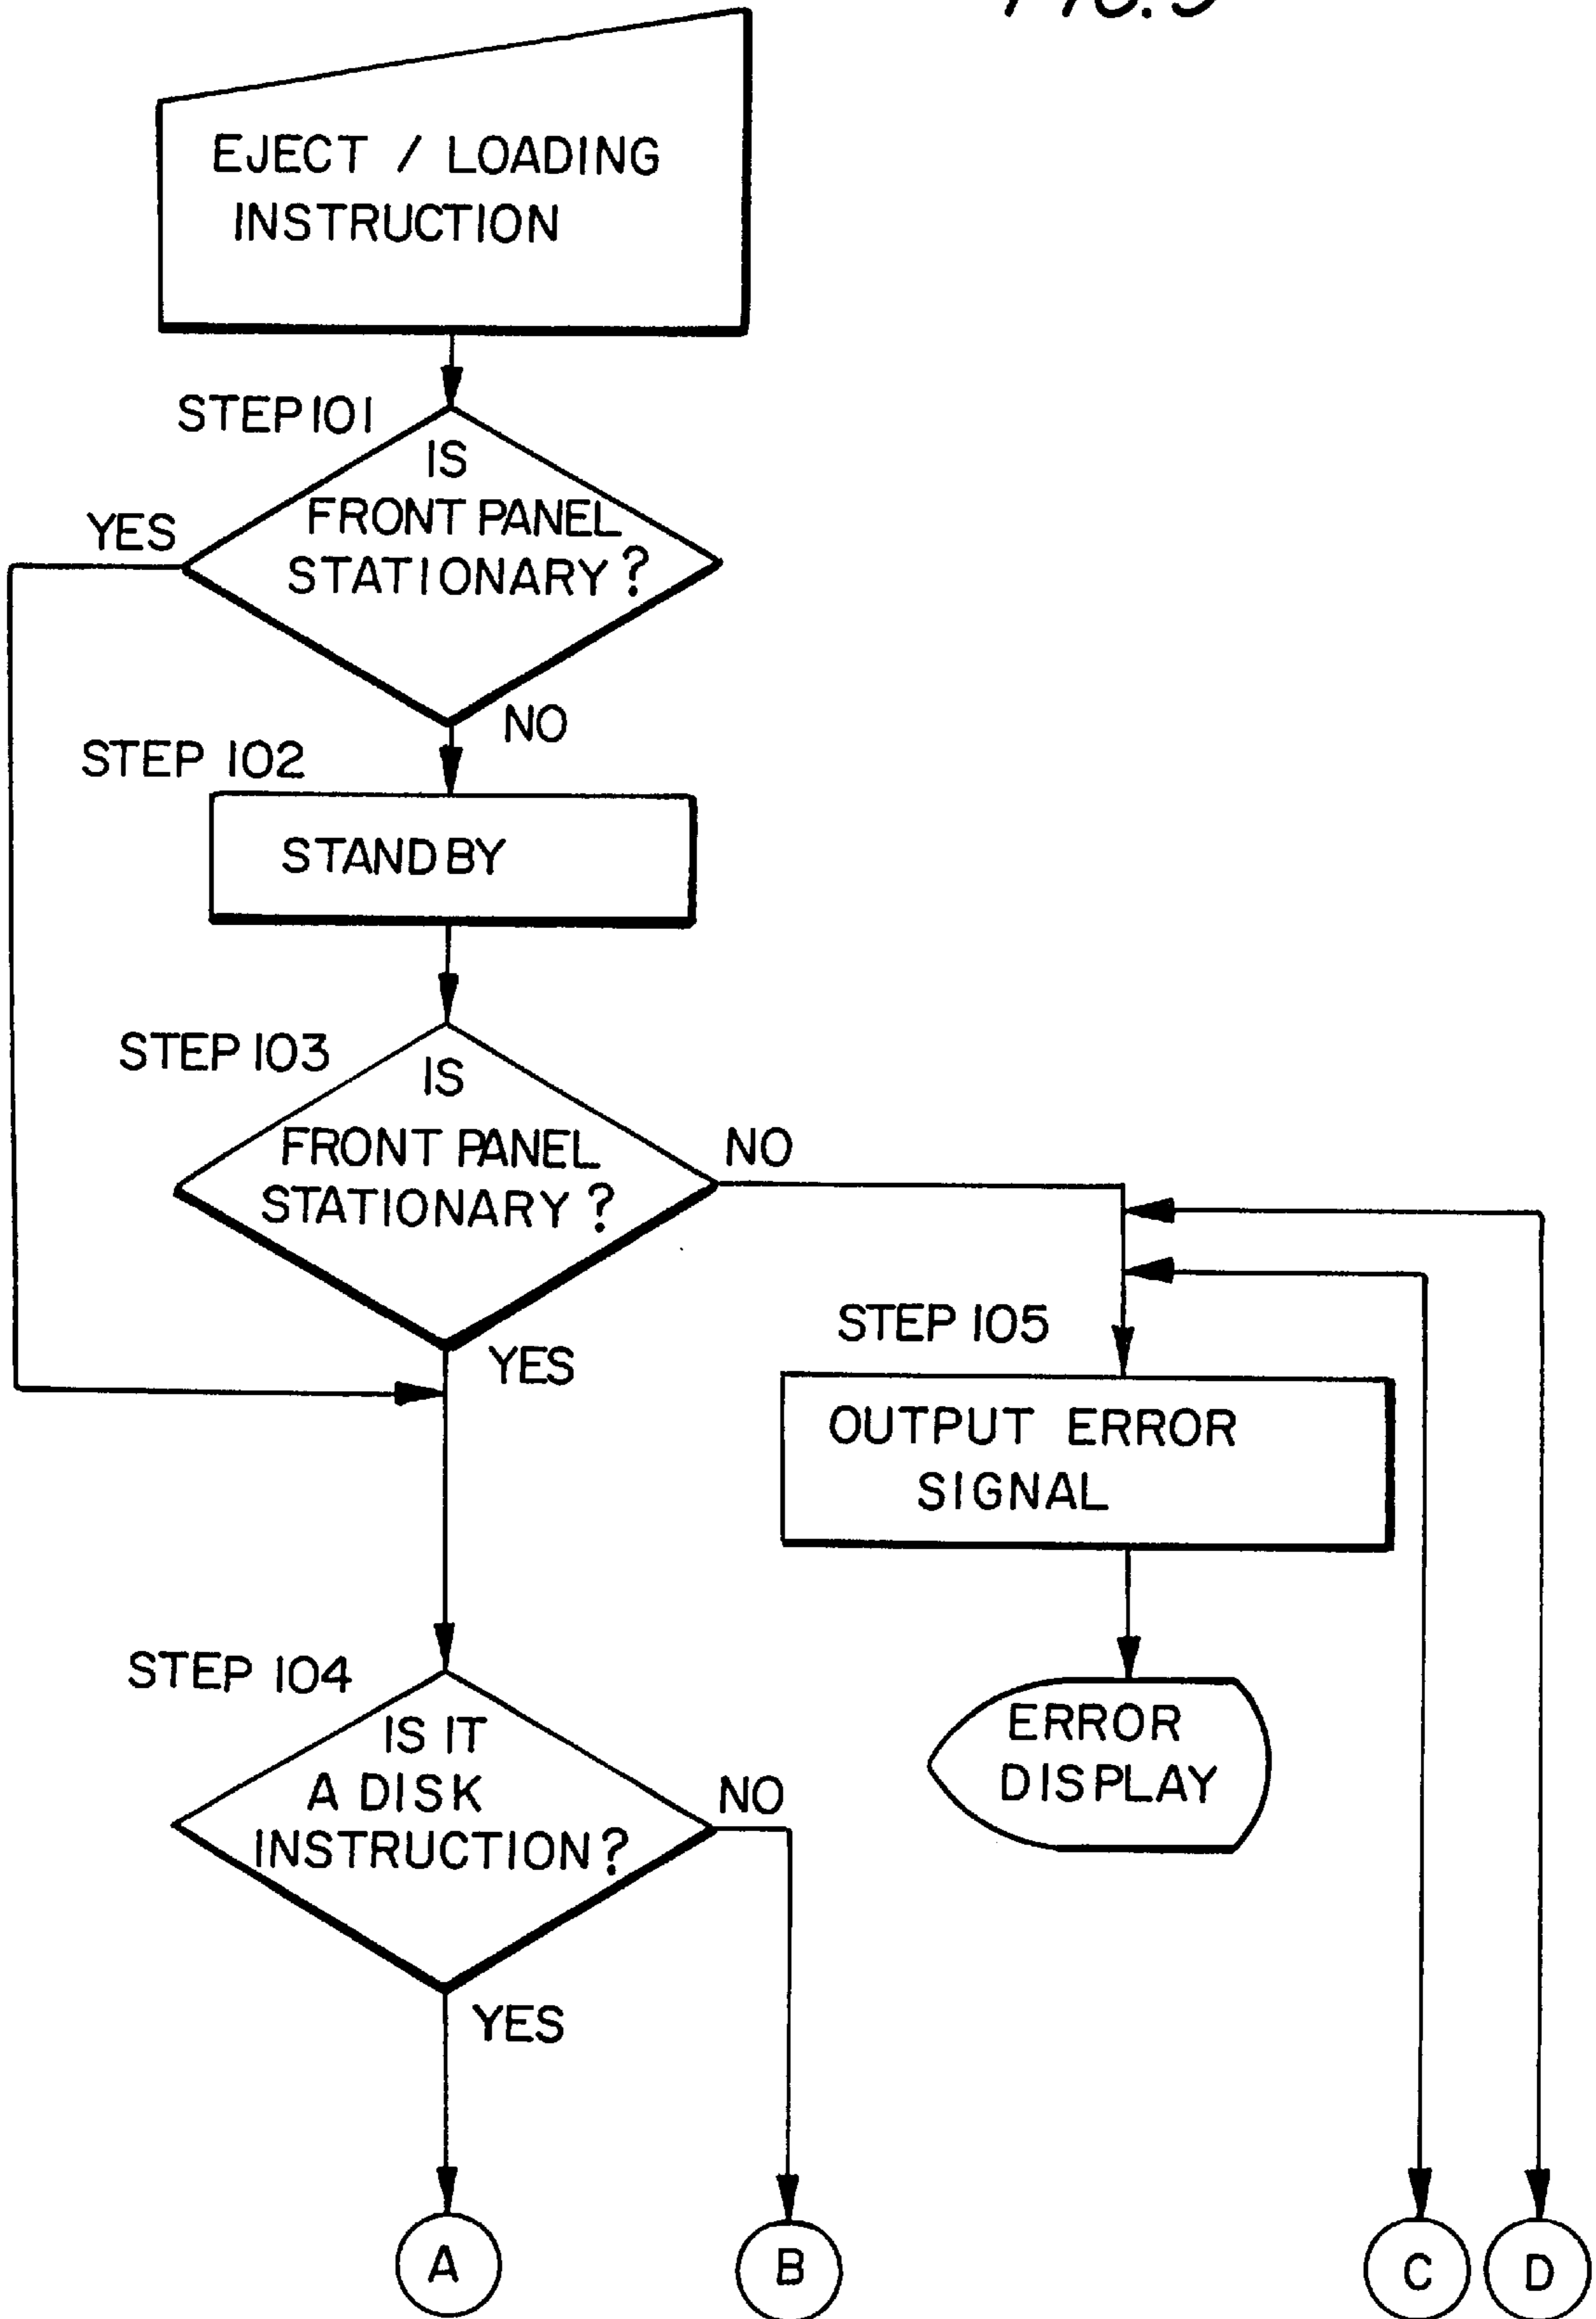 EJECT / LOADING
INSTRUCTION
STEP 101
IS
FRONT PANEL
STATIONARY?
YES
NO
STEP 102
STANDBY
STEP 103
IS
FRONT PANEL
STATIONARY?
NO
YES
STEP 105
OUTPUT ERROR
SIGNAL
ERROR
DISPLAY
STEP 104
IS IT
A DISK
INSTRUCTION?
NO
YES
A
B
C
D